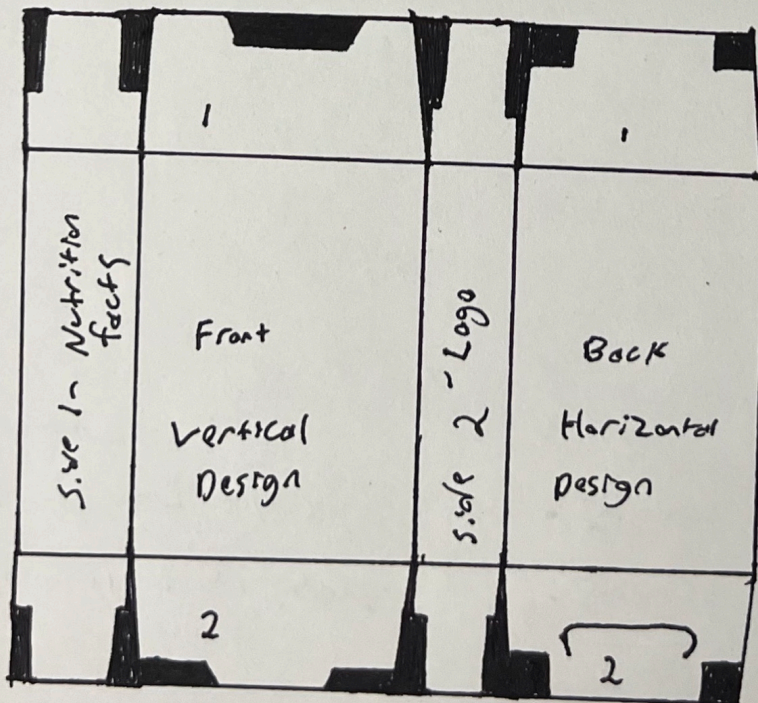 1
1
Side 1 - Nutrition
facts
Front
Vertical
Design
Side 2 - Logo
Back
Horizontal
Design
2
2